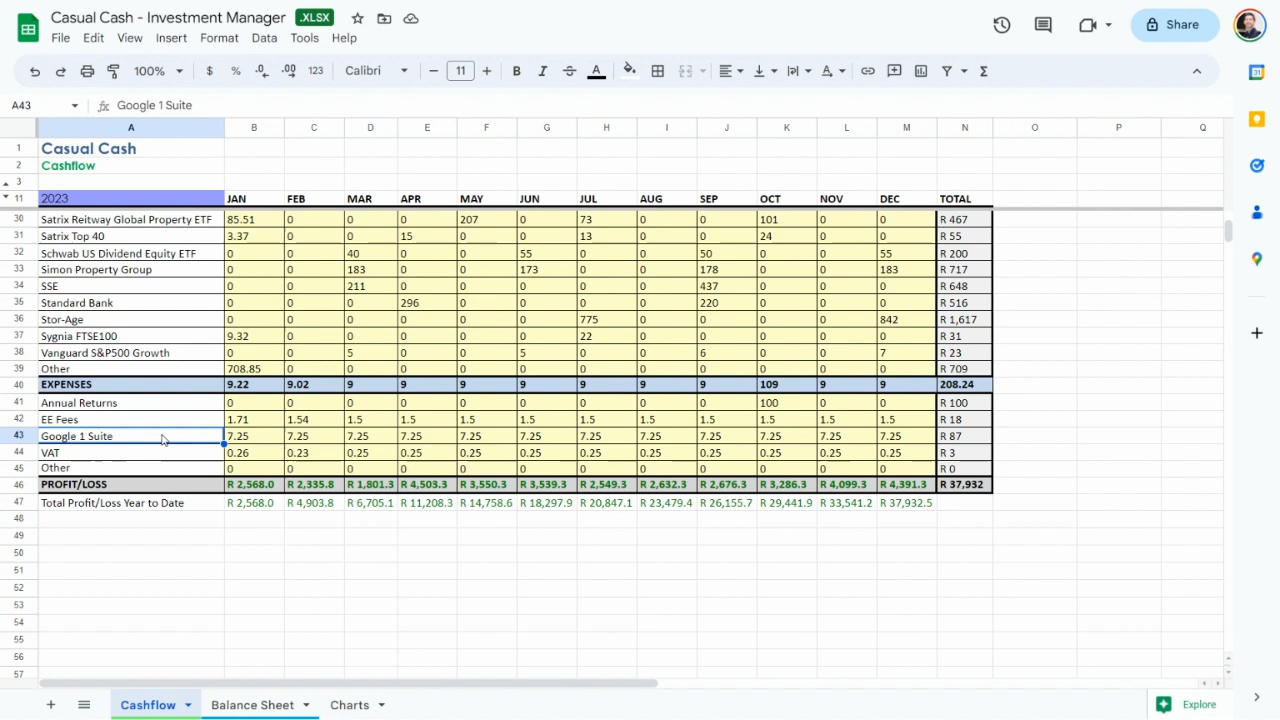 Casual Cash - Investment Manager .XLSX
File Edit View Insert Format Data Tools Help
Share
100% $ % .0 .00 123 Calibri − 11 + B I S A Σ
A43 fx Google 1 Suite
A B C D E F G H I J K L M N O P Q
1 Casual Cash
2 Cashflow
3
11 2023 JAN FEB MAR APR MAY JUN JUL AUG SEP OCT NOV DEC TOTAL
30 Satrix Reitway Global Property ETF 85.51 0 0 0 207 0 73 0 0 101 0 0 R 467
31 Satrix Top 40 3.37 0 0 15 0 0 13 0 0 24 0 0 R 55
32 Schwab US Dividend Equity ETF 0 0 40 0 0 55 0 0 50 0 0 55 R 200
33 Simon Property Group 0 0 183 0 0 173 0 0 178 0 0 183 R 717
34 SSE 0 0 211 0 0 0 0 0 437 0 0 0 R 648
35 Standard Bank 0 0 0 296 0 0 0 0 220 0 0 0 R 516
36 Stor-Age 0 0 0 0 0 0 775 0 0 0 0 842 R 1,617
37 Sygnia FTSE100 9.32 0 0 0 0 0 22 0 0 0 0 0 R 31
38 Vanguard S&P500 Growth 0 0 5 0 0 5 0 0 6 0 0 7 R 23
39 Other 708.85 0 0 0 0 0 0 0 0 0 0 0 R 709
40 EXPENSES 9.22 9.02 9 9 9 9 9 9 9 109 9 9 208.24
41 Annual Returns 0 0 0 0 0 0 0 0 0 100 0 0 R 100
42 EE Fees 1.71 1.54 1.5 1.5 1.5 1.5 1.5 1.5 1.5 1.5 1.5 1.5 R 18
43 Google 1 Suite 7.25 7.25 7.25 7.25 7.25 7.25 7.25 7.25 7.25 7.25 7.25 7.25 R 87
44 VAT 0.26 0.23 0.25 0.25 0.25 0.25 0.25 0.25 0.25 0.25 0.25 0.25 R 3
45 Other 0 0 0 0 0 0 0 0 0 0 0 0 R 0
46 PROFIT/LOSS R 2,568.0 R 2,335.8 R 1,801.3 R 4,503.3 R 3,550.3 R 3,539.3 R 2,549.3 R 2,632.3 R 2,676.3 R 3,286.3 R 4,099.3 R 4,391.3 R 37,932
47 Total Profit/Loss Year to Date R 2,568.0 R 4,903.8 R 6,705.1 R 11,208.3 R 14,758.6 R 18,297.9 R 20,847.1 R 23,479.4 R 26,155.7 R 29,441.9 R 33,541.2 R 37,932.5
48
49
50
51
52
53
54
55
56
57
Cashflow Balance Sheet Charts Explore